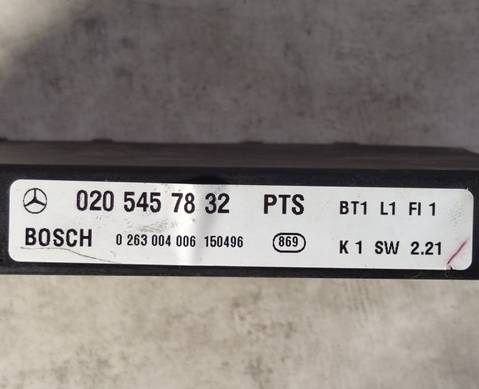 020 545 78 32 PTS BT1 L1 FI 1
BOSCH 0 263 004 006 150496 869 K 1 SW 2.21